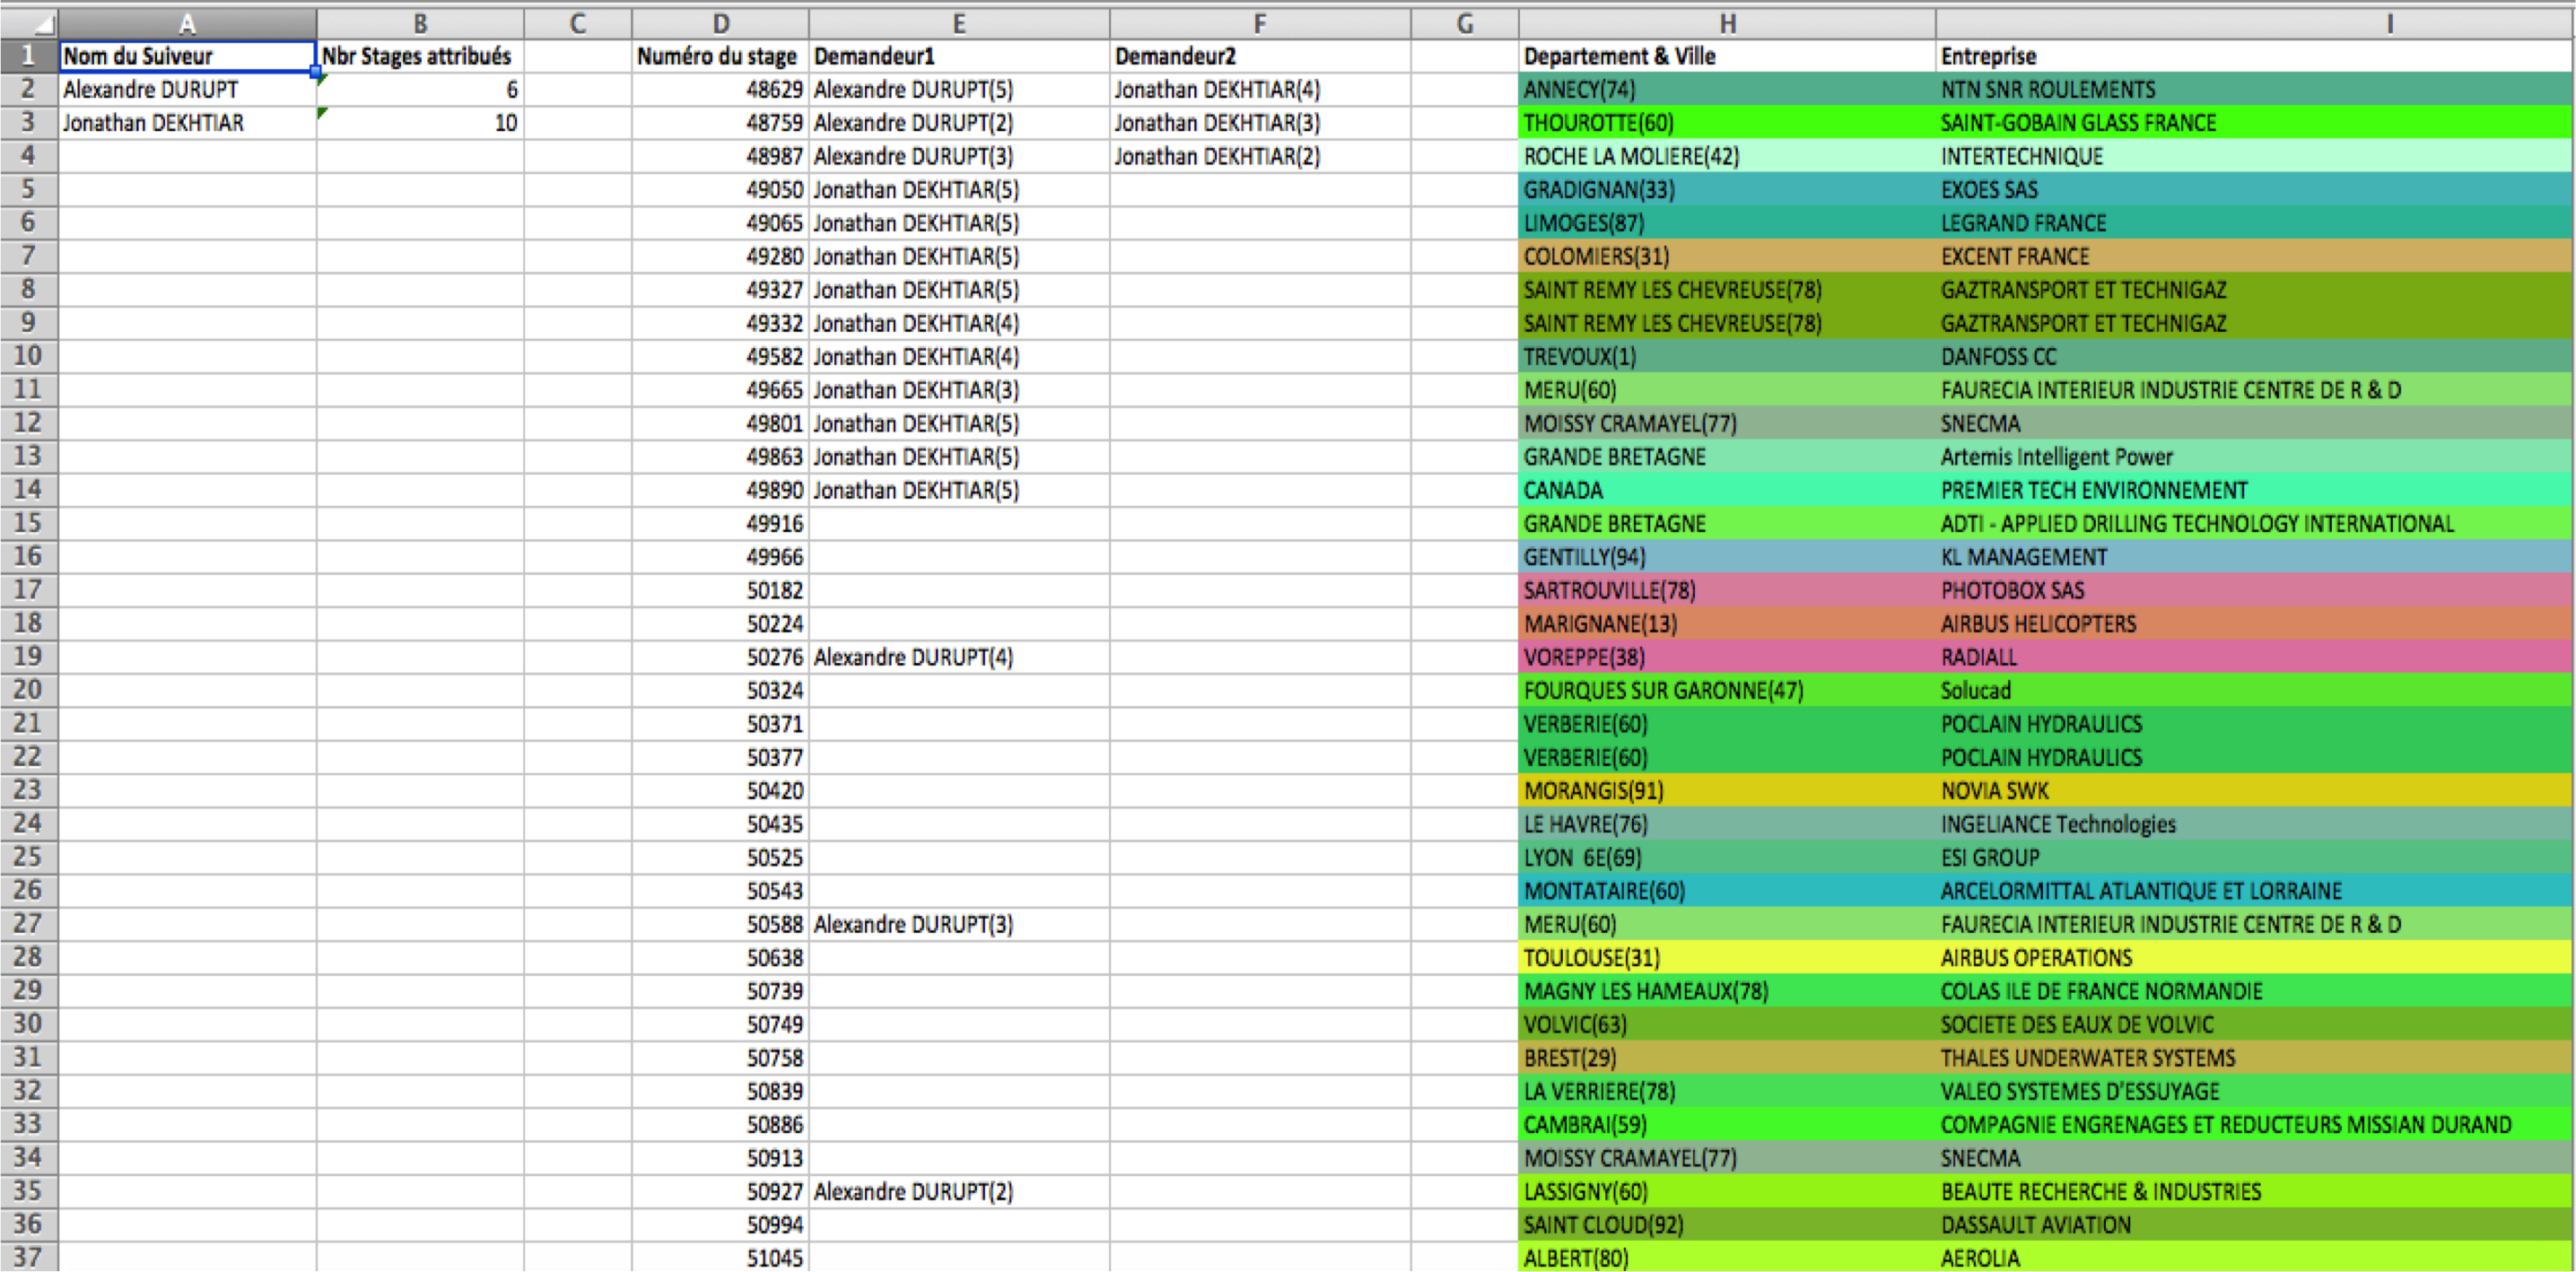 A B C D E F G H I
1 Nom du Suiveur Nbr Stages attribués Numéro du stage Demandeur1 Demandeur2 Departement & Ville Entreprise
2 Alexandre DURUPT 6 48629 Alexandre DURUPT(5) Jonathan DEKHTIAR(4) ANNECY(74) NTN SNR ROULEMENTS
3 Jonathan DEKHTIAR 10 48759 Alexandre DURUPT(2) Jonathan DEKHTIAR(3) THOUROTTE(60) SAINT-GOBAIN GLASS FRANCE
4 48987 Alexandre DURUPT(3) Jonathan DEKHTIAR(2) ROCHE LA MOLIERE(42) INTERTECHNIQUE
5 49050 Jonathan DEKHTIAR(5) GRADIGNAN(33) EXOES SAS
6 49065 Jonathan DEKHTIAR(5) LIMOGES(87) LEGRAND FRANCE
7 49280 Jonathan DEKHTIAR(5) COLOMIERS(31) EXCENT FRANCE
8 49327 Jonathan DEKHTIAR(5) SAINT REMY LES CHEVREUSE(78) GAZTRANSPORT ET TECHNIGAZ
9 49332 Jonathan DEKHTIAR(4) SAINT REMY LES CHEVREUSE(78) GAZTRANSPORT ET TECHNIGAZ
10 49582 Jonathan DEKHTIAR(4) TREVOUX(1) DANFOSS CC
11 49665 Jonathan DEKHTIAR(3) MERU(60) FAURECIA INTERIEUR INDUSTRIE CENTRE DE R & D
12 49801 Jonathan DEKHTIAR(5) MOISSY CRAMAYEL(77) SNECMA
13 49863 Jonathan DEKHTIAR(5) GRANDE BRETAGNE Artemis Intelligent Power
14 49890 Jonathan DEKHTIAR(5) CANADA PREMIER TECH ENVIRONNEMENT
15 49916 GRANDE BRETAGNE ADTI - APPLIED DRILLING TECHNOLOGY INTERNATIONAL
16 49966 GENTILLY(94) KL MANAGEMENT
17 50182 SARTROUVILLE(78) PHOTOBOX SAS
18 50224 MARIGNANE(13) AIRBUS HELICOPTERS
19 50276 Alexandre DURUPT(4) VOREPPE(38) RADIALL
20 50324 FOURQUES SUR GARONNE(47) Solucad
21 50371 VERBERIE(60) POCLAIN HYDRAULICS
22 50377 VERBERIE(60) POCLAIN HYDRAULICS
23 50420 MORANGIS(91) NOVIA SWK
24 50435 LE HAVRE(76) INGELIANCE Technologies
25 50525 LYON 6E(69) ESI GROUP
26 50543 MONTATAIRE(60) ARCELORMITTAL ATLANTIQUE ET LORRAINE
27 50588 Alexandre DURUPT(3) MERU(60) FAURECIA INTERIEUR INDUSTRIE CENTRE DE R & D
28 50638 TOULOUSE(31) AIRBUS OPERATIONS
29 50739 MAGNY LES HAMEAUX(78) COLAS ILE DE FRANCE NORMANDIE
30 50749 VOLVIC(63) SOCIETE DES EAUX DE VOLVIC
31 50758 BREST(29) THALES UNDERWATER SYSTEMS
32 50839 LA VERRIERE(78) VALEO SYSTEMES D'ESSUYAGE
33 50886 CAMBRAI(59) COMPAGNIE ENGRENAGES ET REDUCTEURS MISSIAN DURAND
34 50913 MOISSY CRAMAYEL(77) SNECMA
35 50927 Alexandre DURUPT(2) LASSIGNY(60) BEAUTE RECHERCHE & INDUSTRIES
36 50994 SAINT CLOUD(92) DASSAULT AVIATION
37 51045 ALBERT(80) AEROLIA